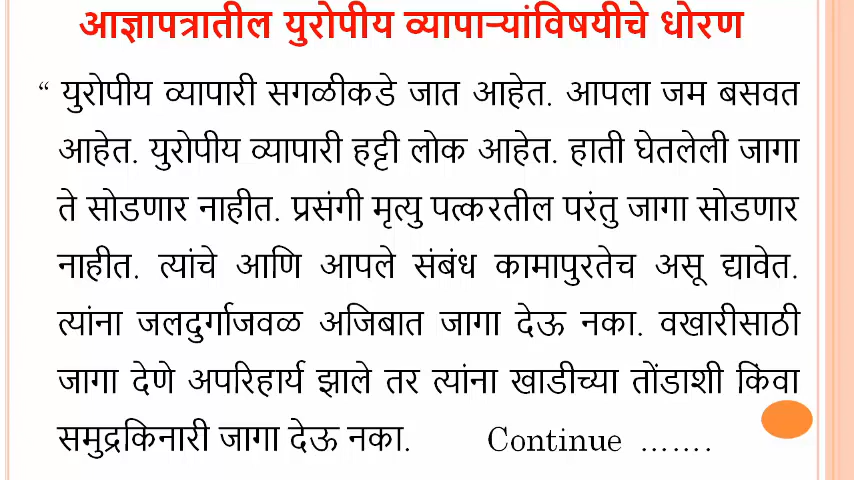 आज्ञापत्रातील युरोपीय व्यापाऱ्यांविषयीचे धोरण
“ युरोपीय व्यापारी सगळीकडे जात आहेत. आपला जम बसवत
आहेत. युरोपीय व्यापारी हट्टी लोक आहेत. हाती घेतलेली जागा
ते सोडणार नाहीत. प्रसंगी मृत्यु पत्करतील परंतु जागा सोडणार
नाहीत. त्यांचे आणि आपले संबंध कामापुरतेच असू द्यावेत.
त्यांना जलदुर्गाजवळ अजिबात जागा देऊ नका. वखारीसाठी
जागा देणे अपरिहार्य झाले तर त्यांना खाडीच्या तोंडाशी किंवा
समुद्रकिनारी जागा देऊ नका. Continue …….